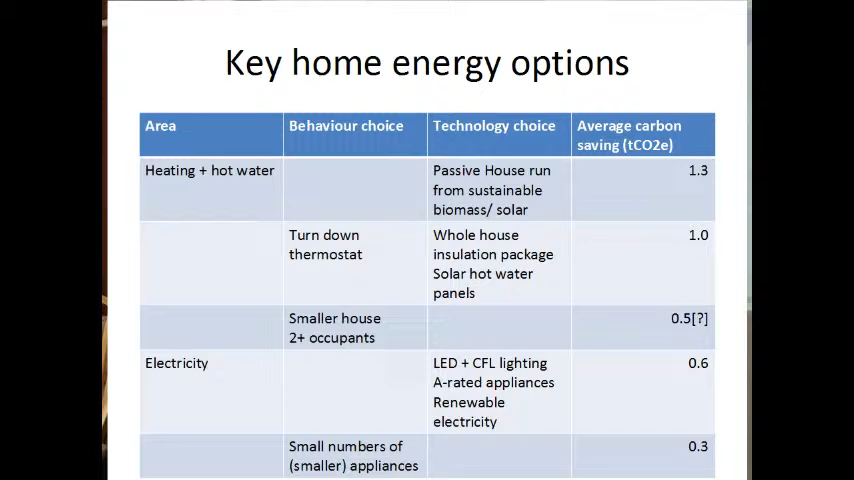 Key home energy options
Area Behaviour choice Technology choice Average carbon
saving (tCO2e)
Heating + hot water Passive House run 1.3
from sustainable
biomass/ solar
Turn down Whole house 1.0
thermostat insulation package
Solar hot water
panels
Smaller house 0.5[?]
2+ occupants
Electricity LED + CFL lighting 0.6
A-rated appliances
Renewable
electricity
Small numbers of 0.3
(smaller) appliances